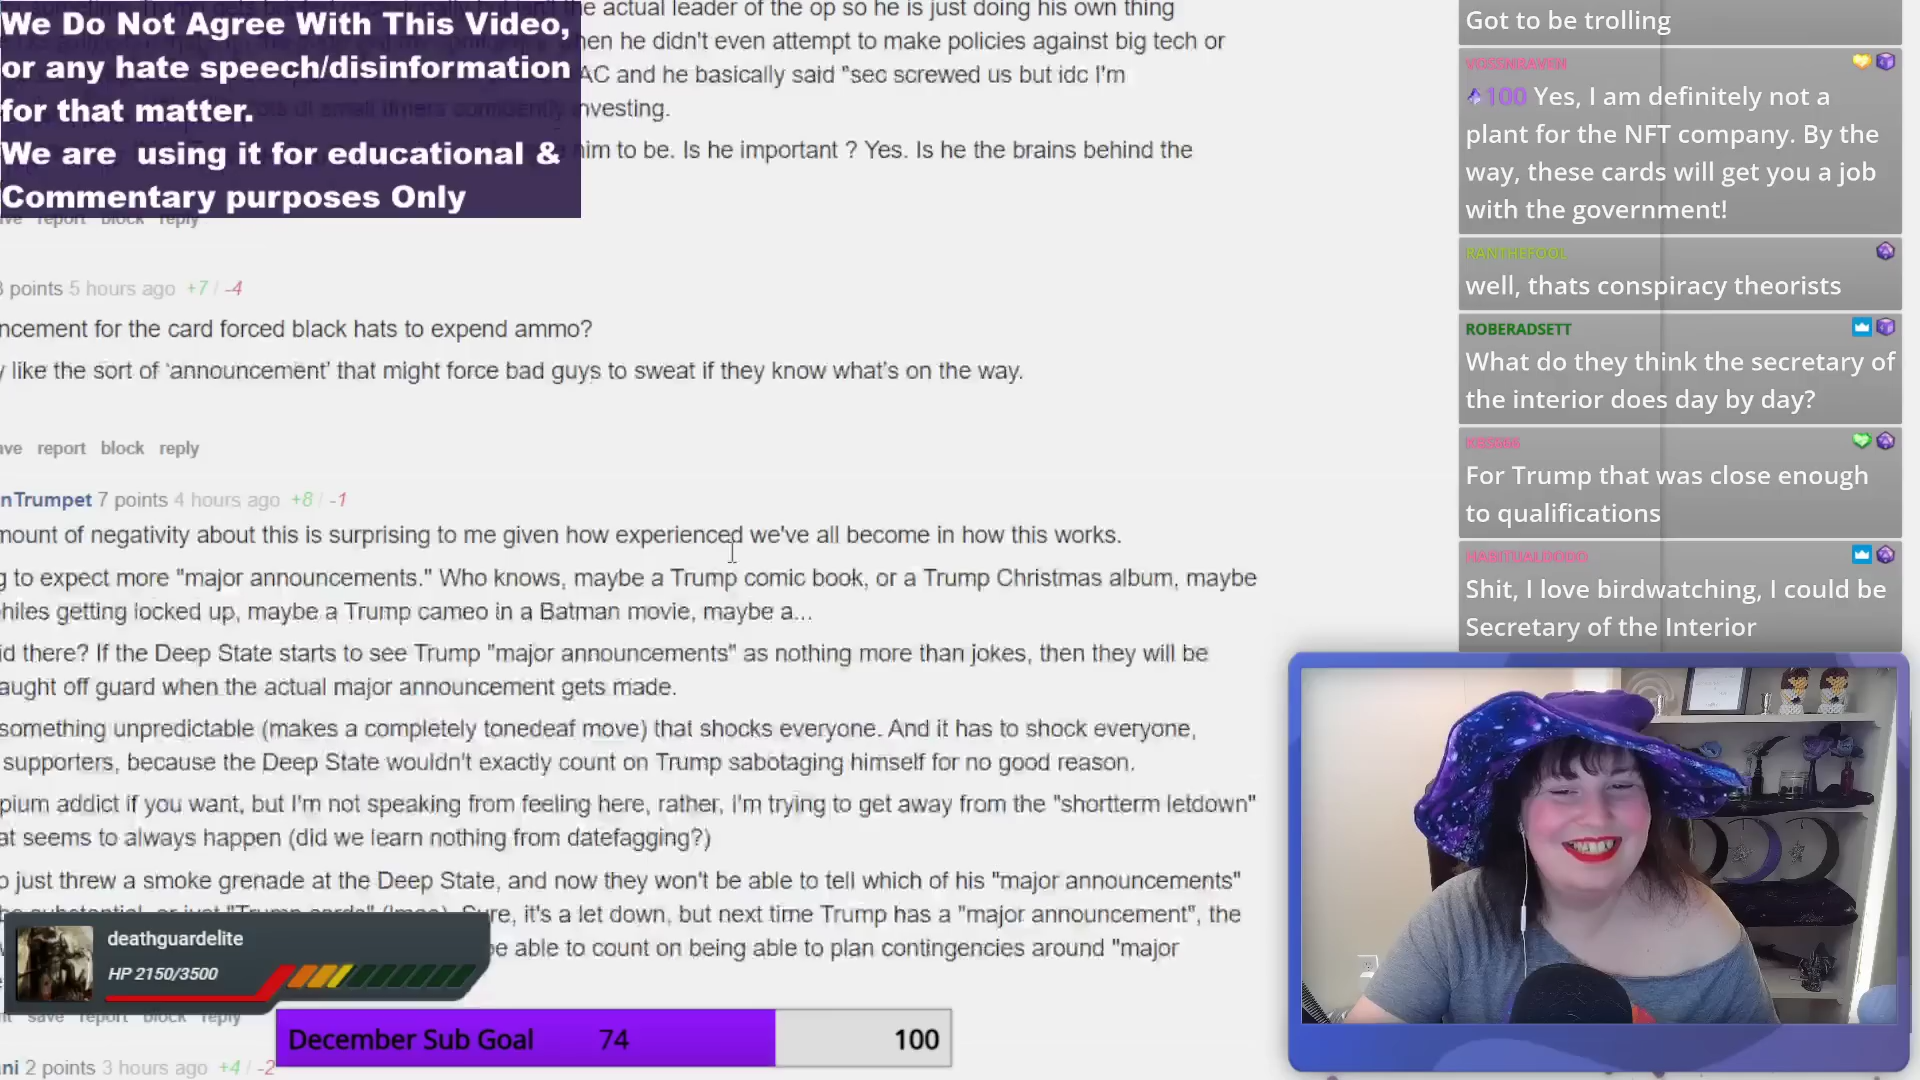 the actual leader of the op so he is just doing his own thing
hen he didn't even attempt to make policies against big tech or
AC and he basically said "sec screwed us but idc I'm
nvesting.
him to be. Is he important ? Yes. Is he the brains behind the
We Do Not Agree With This Video,
or any hate speech/disinformation
for that matter.
We are using it for educational &
Commentary purposes Only
report block reply
3 points 5 hours ago +7 / -4
ncement for the card forced black hats to expend ammo?
y like the sort of 'announcement' that might force bad guys to sweat if they know what's on the way.
ave report block reply
nTrumpet 7 points 4 hours ago +8 / -1
mount of negativity about this is surprising to me given how experienced we've all become in how this works.
g to expect more "major announcements." Who knows, maybe a Trump comic book, or a Trump Christmas album, maybe
hiles getting locked up, maybe a Trump cameo in a Batman movie, maybe a...
id there? If the Deep State starts to see Trump "major announcements" as nothing more than jokes, then they will be
aught off guard when the actual major announcement gets made.
something unpredictable (makes a completely tonedeaf move) that shocks everyone. And it has to shock everyone,
supporters, because the Deep State wouldn't exactly count on Trump sabotaging himself for no good reason.
pium addict if you want, but I'm not speaking from feeling here, rather, I'm trying to get away from the "shortterm letdown"
at seems to always happen (did we learn nothing from datefagging?)
o just threw a smoke grenade at the Deep State, and now they won't be able to tell which of his "major announcements"
ure, it's a let down, but next time Trump has a "major announcement", the
be able to count on being able to plan contingencies around "major
save report block reply
ani 2 points 3 hours ago +4 / -2
deathguardelite
HP 2150/3500
December Sub Goal 74 100
Got to be trolling
100 Yes, I am definitely not a
plant for the NFT company. By the
way, these cards will get you a job
with the government!
RANTHEFOOL
well, thats conspiracy theorists
ROBERADSETT
What do they think the secretary of
the interior does day by day?
For Trump that was close enough
to qualifications
HABITUALDODO
Shit, I love birdwatching, I could be
Secretary of the Interior